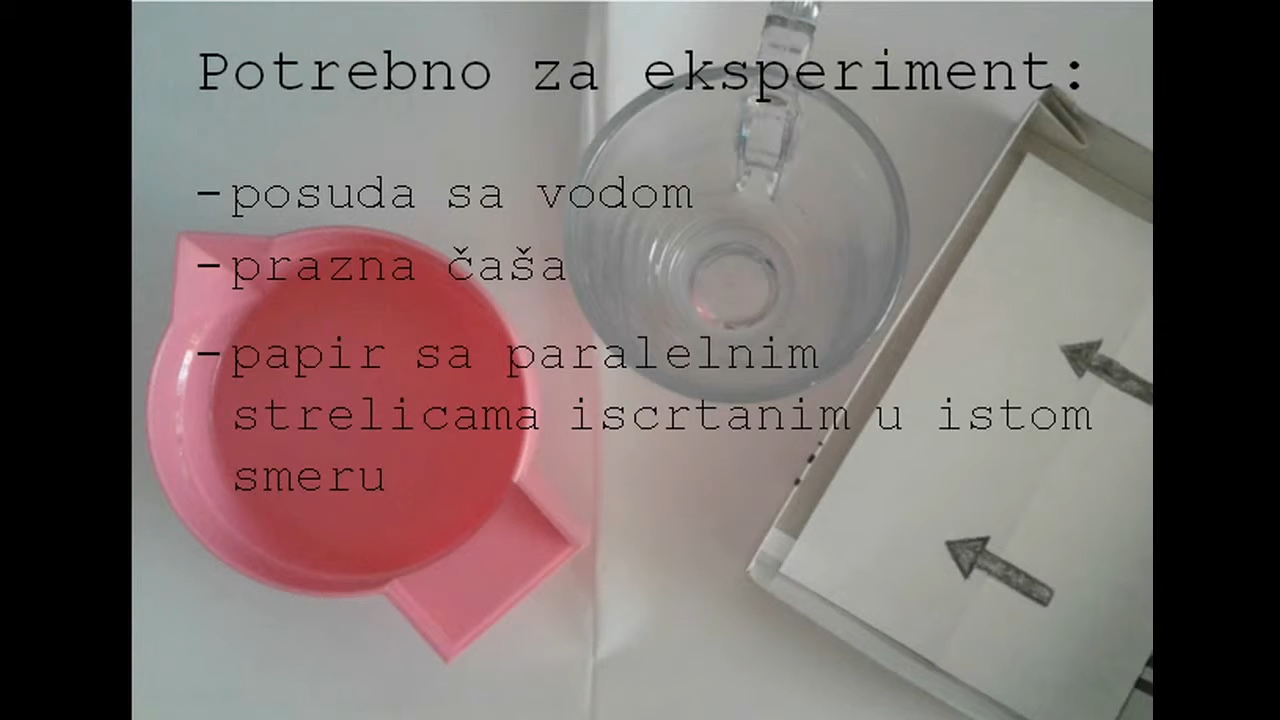 Potrebno za eksperiment:
-posuda sa vodom
-prazna čaša
-papir sa paralelnim
strelicama iscrtanim u istom
smeru